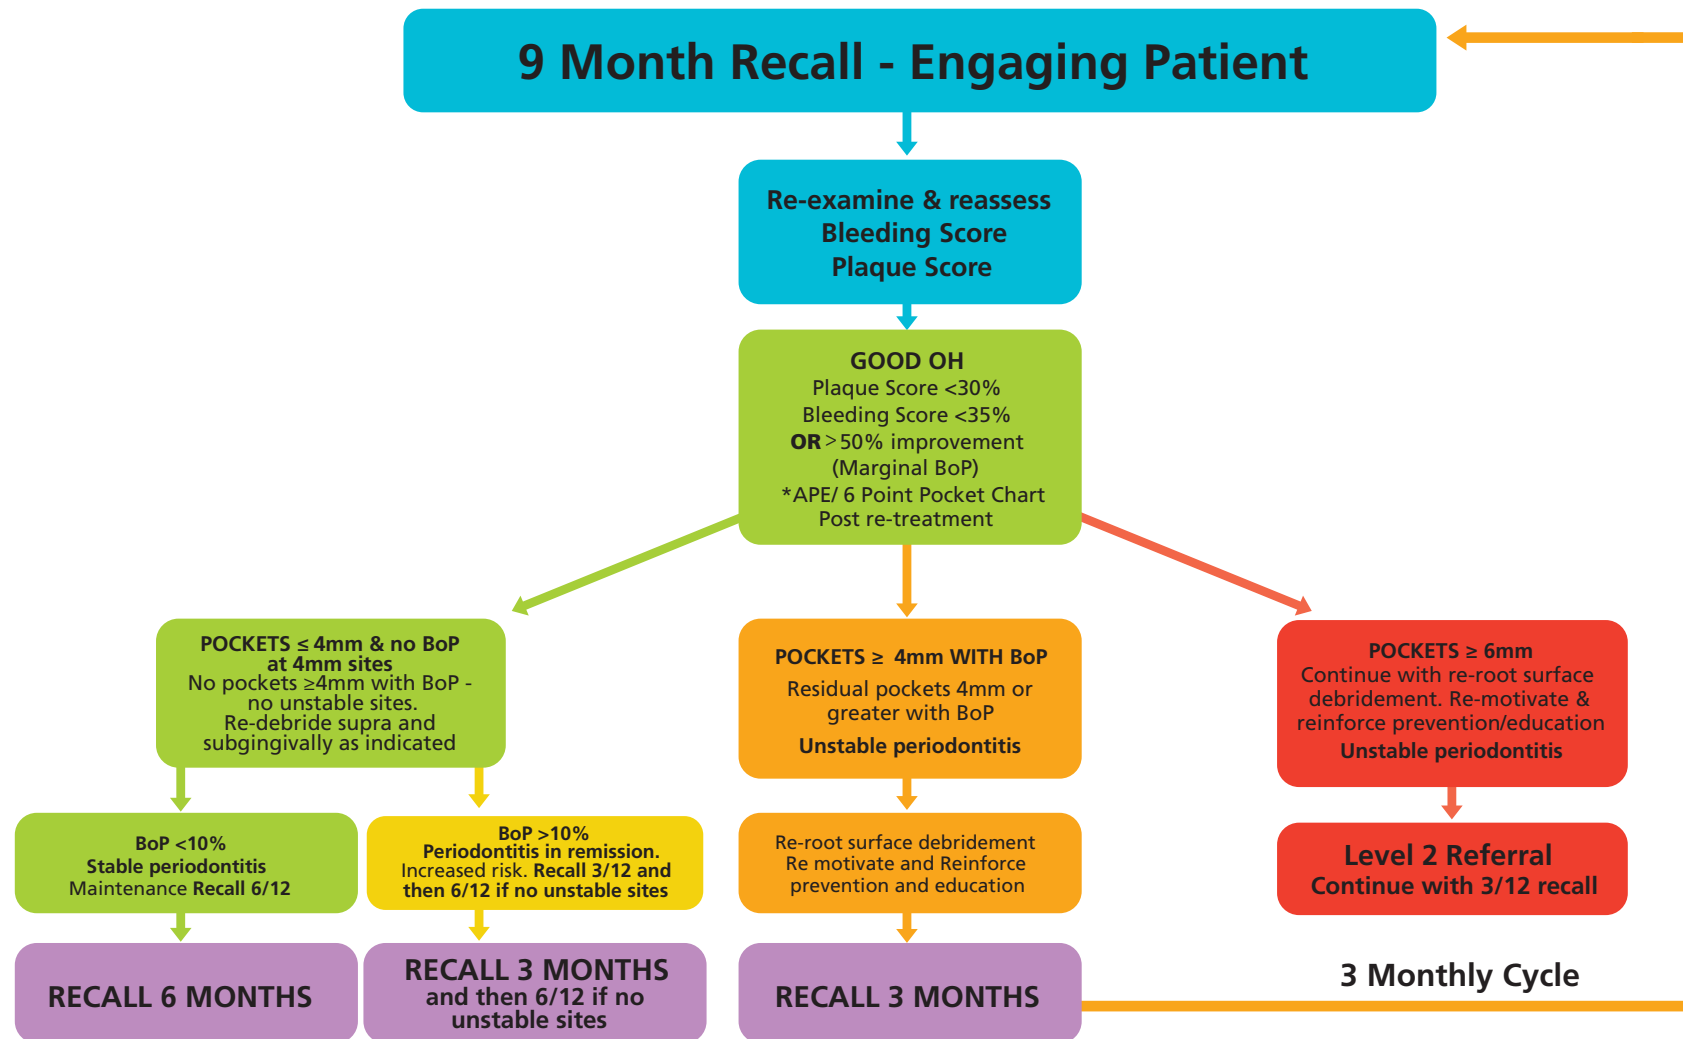 9 Month Recall - Engaging Patient
Re-examine & reassess
Bleeding Score
Plaque Score
GOOD OH
Plaque Score <30%
Bleeding Score <35%
OR >50% improvement
(Marginal BoP)
*APE/ 6 Point Pocket Chart
Post re-treatment
POCKETS ≤ 4mm & no BoP
at 4mm sites
No pockets ≥4mm with BoP -
no unstable sites.
Re-debride supra and
subgingivally as indicated
POCKETS ≥ 4mm WITH BoP
Residual pockets 4mm or
greater with BoP
Unstable periodontitis
POCKETS ≥ 6mm
Continue with re-root surface
debridement. Re-motivate &
reinforce prevention/education
Unstable periodontitis
BoP <10%
Stable periodontitis
Maintenance Recall 6/12
BoP >10%
Periodontitis in remission.
Increased risk. Recall 3/12 and
then 6/12 if no unstable sites
Re-root surface debridement
Re motivate and Reinforce
prevention and education
Level 2 Referral
Continue with 3/12 recall
RECALL 6 MONTHS
RECALL 3 MONTHS
and then 6/12 if no
unstable sites
RECALL 3 MONTHS
3 Monthly Cycle